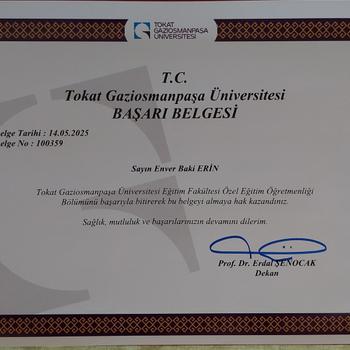 TOKAT
GAZİOSMANPAŞA
ÜNİVERSİTESİ
T.C.
Tokat Gaziosmanpaşa Üniversitesi
BAŞARI BELGESİ
elge Tarihi : 14.05.2025
elge No : 100359
Sayın Enver Baki ERİN
Tokat Gaziosmanpaşa Üniversitesi Eğitim Fakültesi Özel Eğitim Öğretmenliği
Bölümünü başarıyla bitirerek bu belgeyi almaya hak kazandınız.
Sağlık, mutluluk ve başarılarınızın devamını dilerim.
Prof. Dr. Erdal ŞENOCAK
Dekan